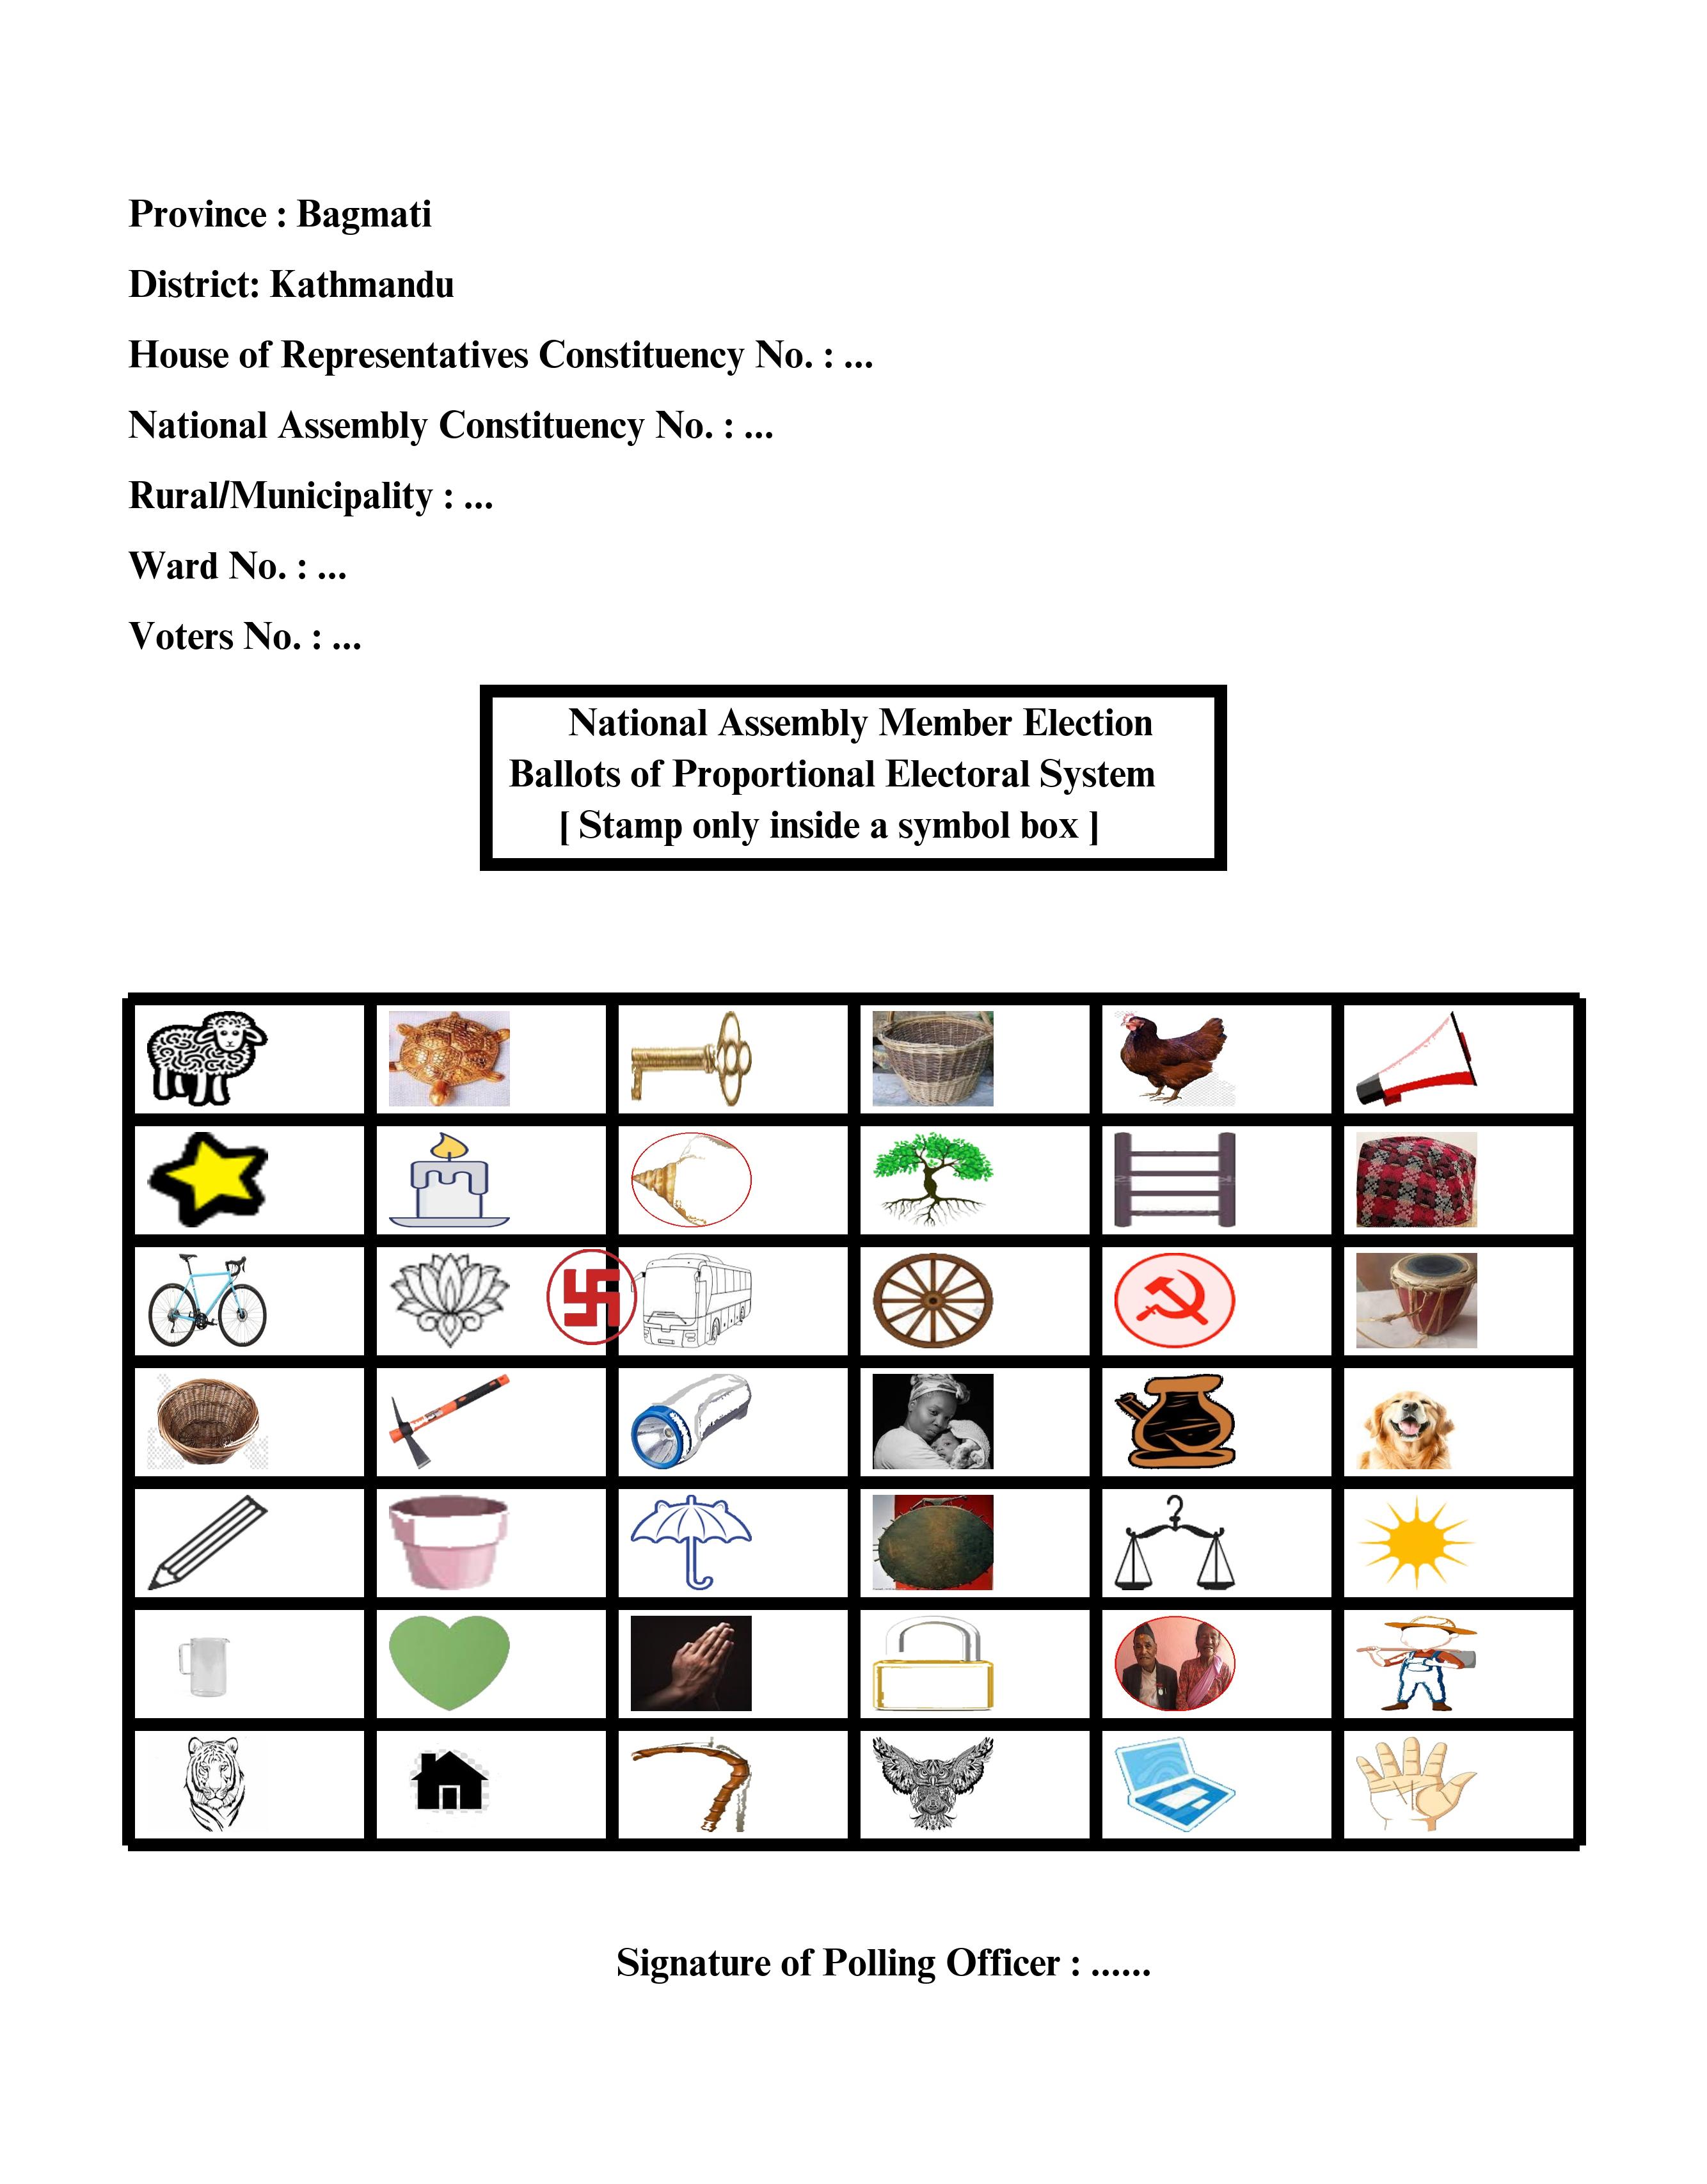 Province : Bagmati
District: Kathmandu
House of Representatives Constituency No. : ...
National Assembly Constituency No. : ...
Rural/Municipality : ...
Ward No. : ...
Voters No. : ...
National Assembly Member Election
Ballots of Proportional Electoral System
[ Stamp only inside a symbol box ]
Signature of Polling Officer : ......